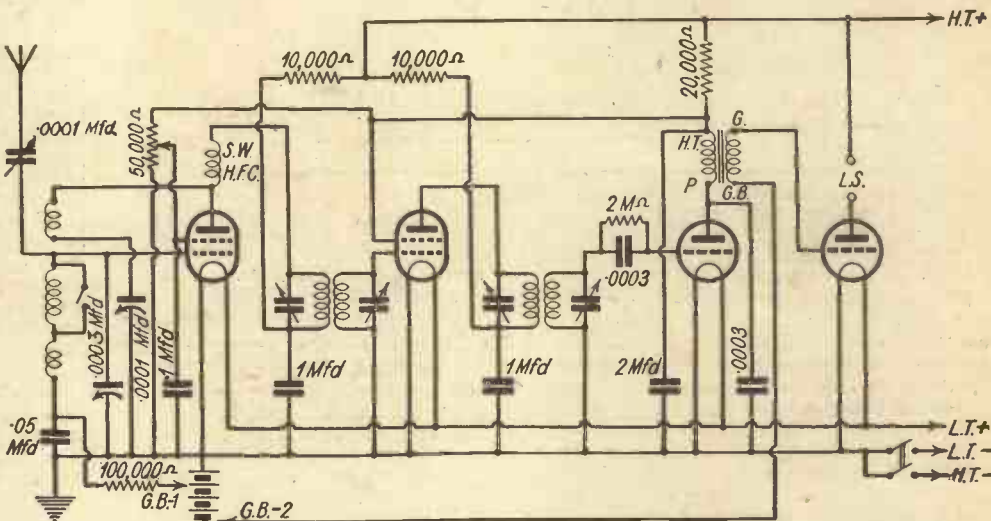 H.T.+
10,000Ω
10,000Ω
20,000Ω
.0001 Mfd
50,000Ω
S.W.
H.F.C.
H.T.
G.
P
G.B.
L.S.
2 MΩ
.0003
.0003 Mfd
.0001 Mfd
1 Mfd
1 Mfd
1 Mfd
2 Mfd
.0003
.05
Mfd
100,000Ω
G.B.-1
G.B.-2
L.T.+
L.T.-
H.T.-